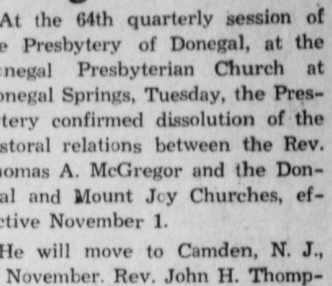 At the 64th quarterly session of
e Presbytery of Donegal, at the
negal Presbyterian Church at
onegal Springs, Tuesday, the Pres-
tery confirmed dissolution of the
storal relations between the Rev.
omas A. McGregor and the Don-
al and Mount Joy Churches, ef-
ctive November 1.
He will move to Camden, N. J.,
November. Rev. John H. Thomp-